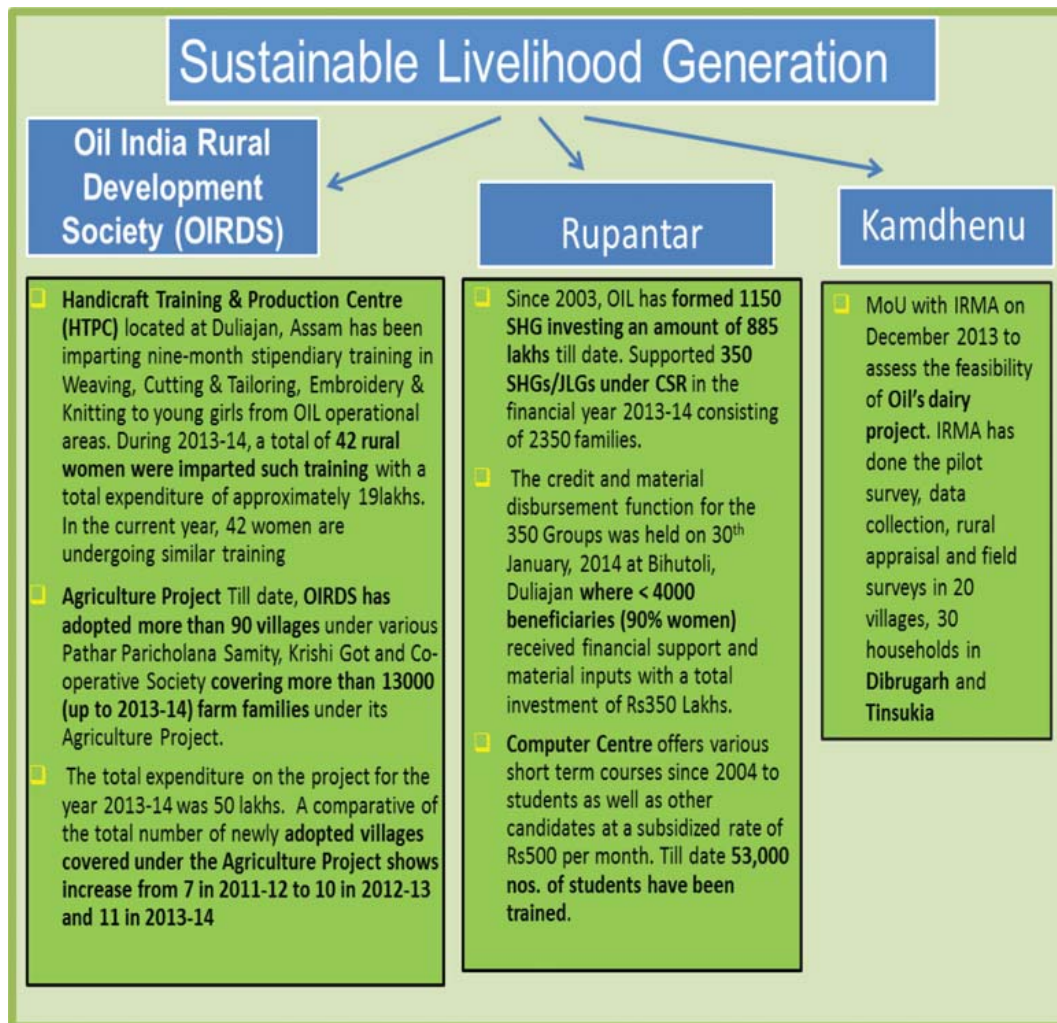 Sustainable Livelihood Generation
Oil India Rural
Development
Society (OIRDS)
Handicraft Training & Production Centre
(HTPC) located at Duliajan, Assam has been
imparting nine-month stipendiary training in
Weaving, Cutting & Tailoring, Embroidery &
Knitting to young girls from OIL operational
areas. During 2013-14, a total of 42 rural
women were imparted such training with a
total expenditure of approximately 19lakhs.
In the current year, 42 women are
undergoing similar training
Agriculture Project Till date, OIRDS has
adopted more than 90 villages under various
Pathar Paricholana Samity, Krishi Got and Co-
operative Society covering more than 13000
(up to 2013-14) farm families under its
Agriculture Project.
The total expenditure on the project for the
year 2013-14 was 50 lakhs. A comparative of
the total number of newly adopted villages
covered under the Agriculture Project shows
increase from 7 in 2011-12 to 10 in 2012-13
and 11 in 2013-14
Rupantar
Since 2003, OIL has formed 1150
SHG investing an amount of 885
lakhs till date. Supported 350
SHGs/JLGs under CSR in the
financial year 2013-14 consisting
of 2350 families.
The credit and material
disbursement function for the
350 Groups was held on 30th
January, 2014 at Bihutoli,
Duliajan where < 4000
beneficiaries (90% women)
received financial support and
material inputs with a total
investment of Rs350 Lakhs.
Computer Centre offers various
short term courses since 2004 to
students as well as other
candidates at a subsidized rate of
Rs500 per month. Till date 53,000
nos. of students have been
trained.
Kamdhenu
MoU with IRMA on
December 2013 to
assess the feasibility
of Oil's dairy
project. IRMA has
done the pilot
survey, data
collection, rural
appraisal and field
surveys in 20
villages, 30
households in
Dibrugarh and
Tinsukia